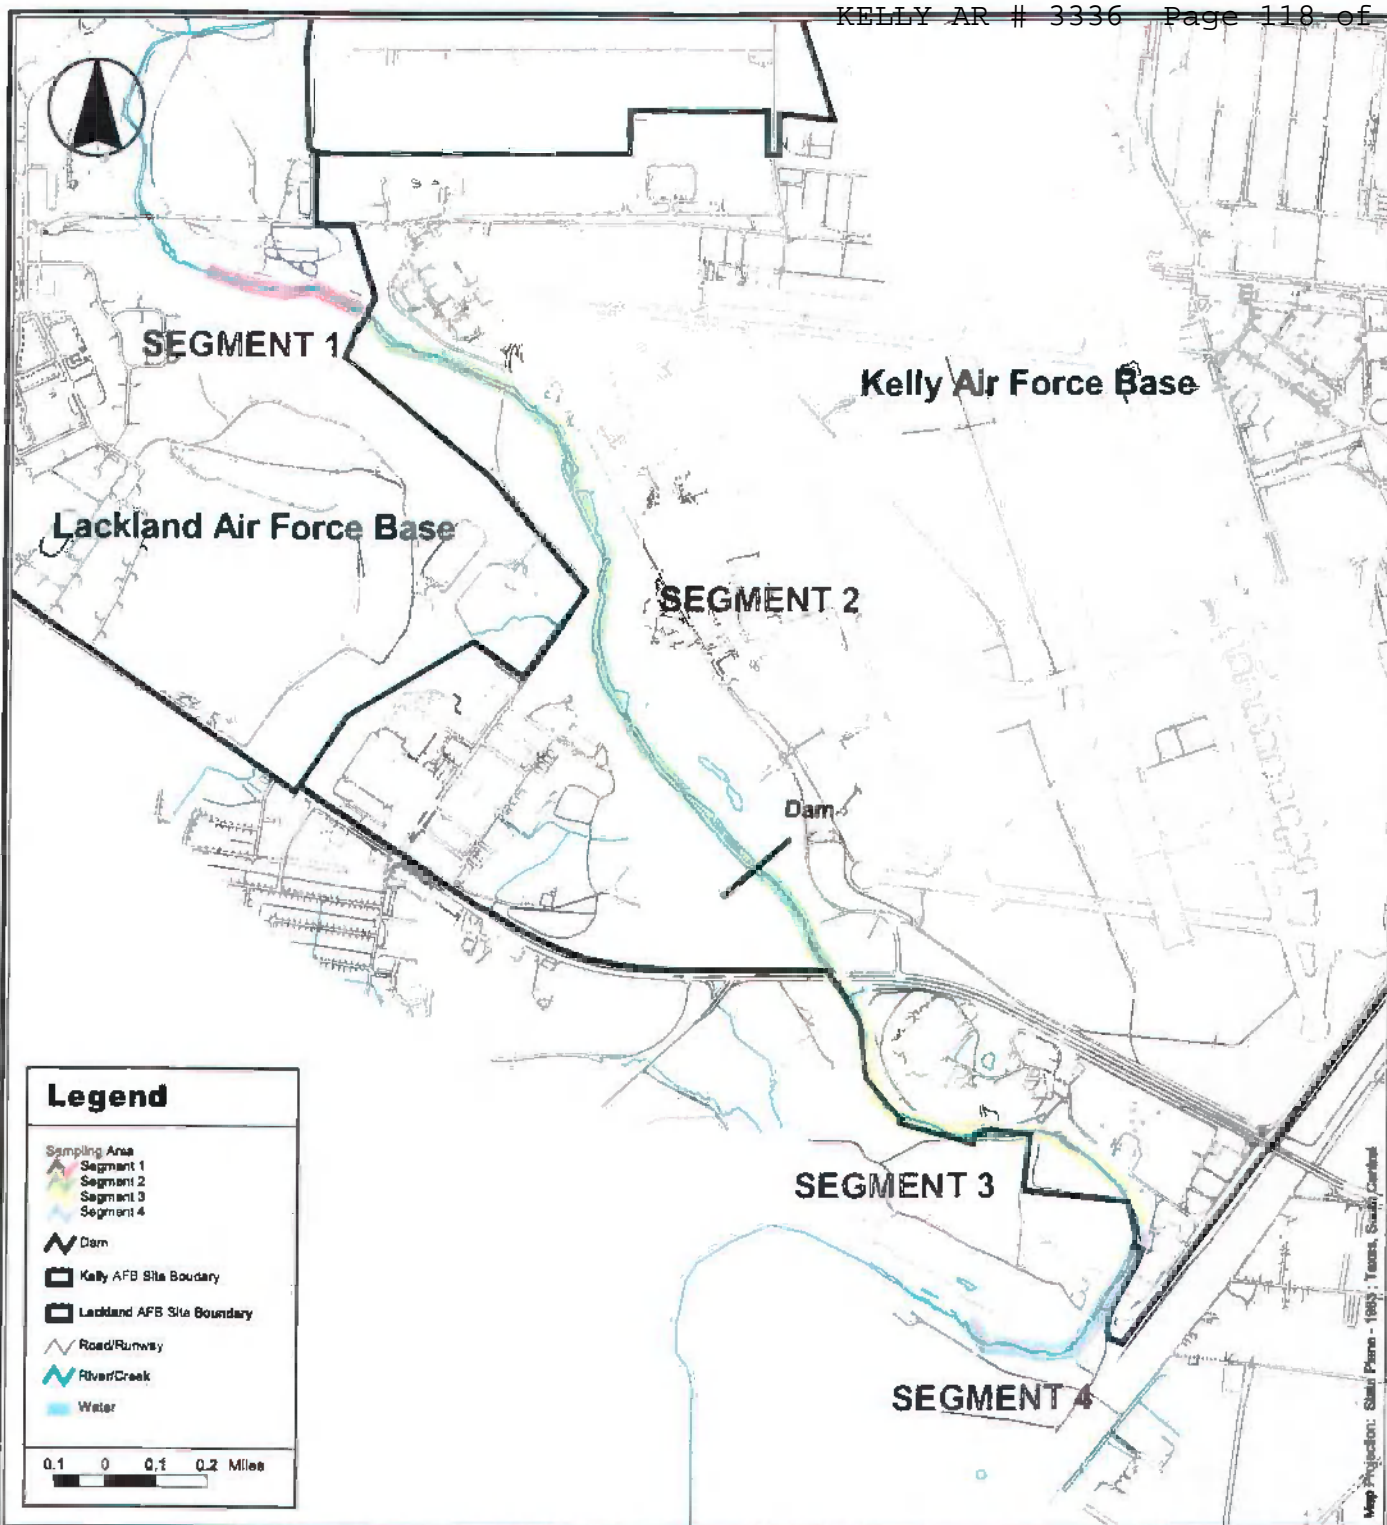 KELLY AR # 3336 Page 118 of
SEGMENT 1
Kelly Air Force Base
Lackland Air Force Base
SEGMENT 2
Dam
SEGMENT 3
SEGMENT 4
Legend
Sampling Area
Segment 1
Segment 2
Segment 3
Segment 4
Dam
Kelly AFB Site Boudary
Lackland AFB Site Boundary
Road/Runway
River/Creek
Water
0.1 0 0.1 0.2 Miles
Map Projection: State Plane - 1983 : Texas, South Central